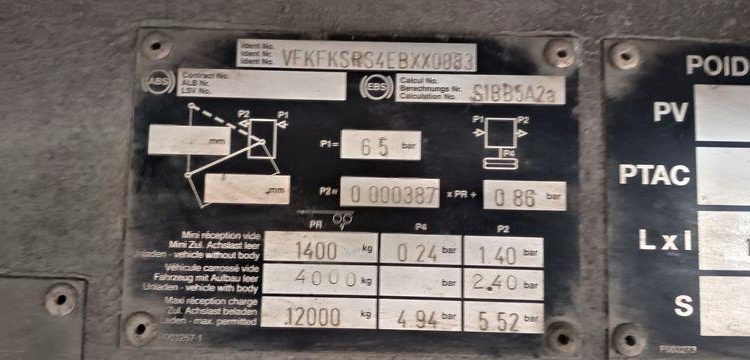 Ident No.
Ident Nr.
Ident No.
VFKFKSRS4EBXX0083
ABS
Contract No.
ALB Nr.
LSV No.
EBS
Calcul No.
Berechnungs Nr.
Calculation No.
S1BB5A2a
mm
mm
P2 P1
P1 P2
P4
P1= 6 5 bar
P2= 0 000387 x PR + 0.86 bar
PR P4 P2
Mini réception vide
Mini Zul. Achslast leer
Unladen - vehicle without body
1400 kg 0.24 bar 1 40 bar
Véhicule carrossé vide
Fahrzeug mit Aufbau leer
Unladen - vehicle with body
4000 kg bar 2.40 bar
Maxi réception charge
Zul. Achslast beladen
Laden - max. permitted
12000 kg 4 94 bar 5 52 bar
POID
PV
PTAC
L x l
S